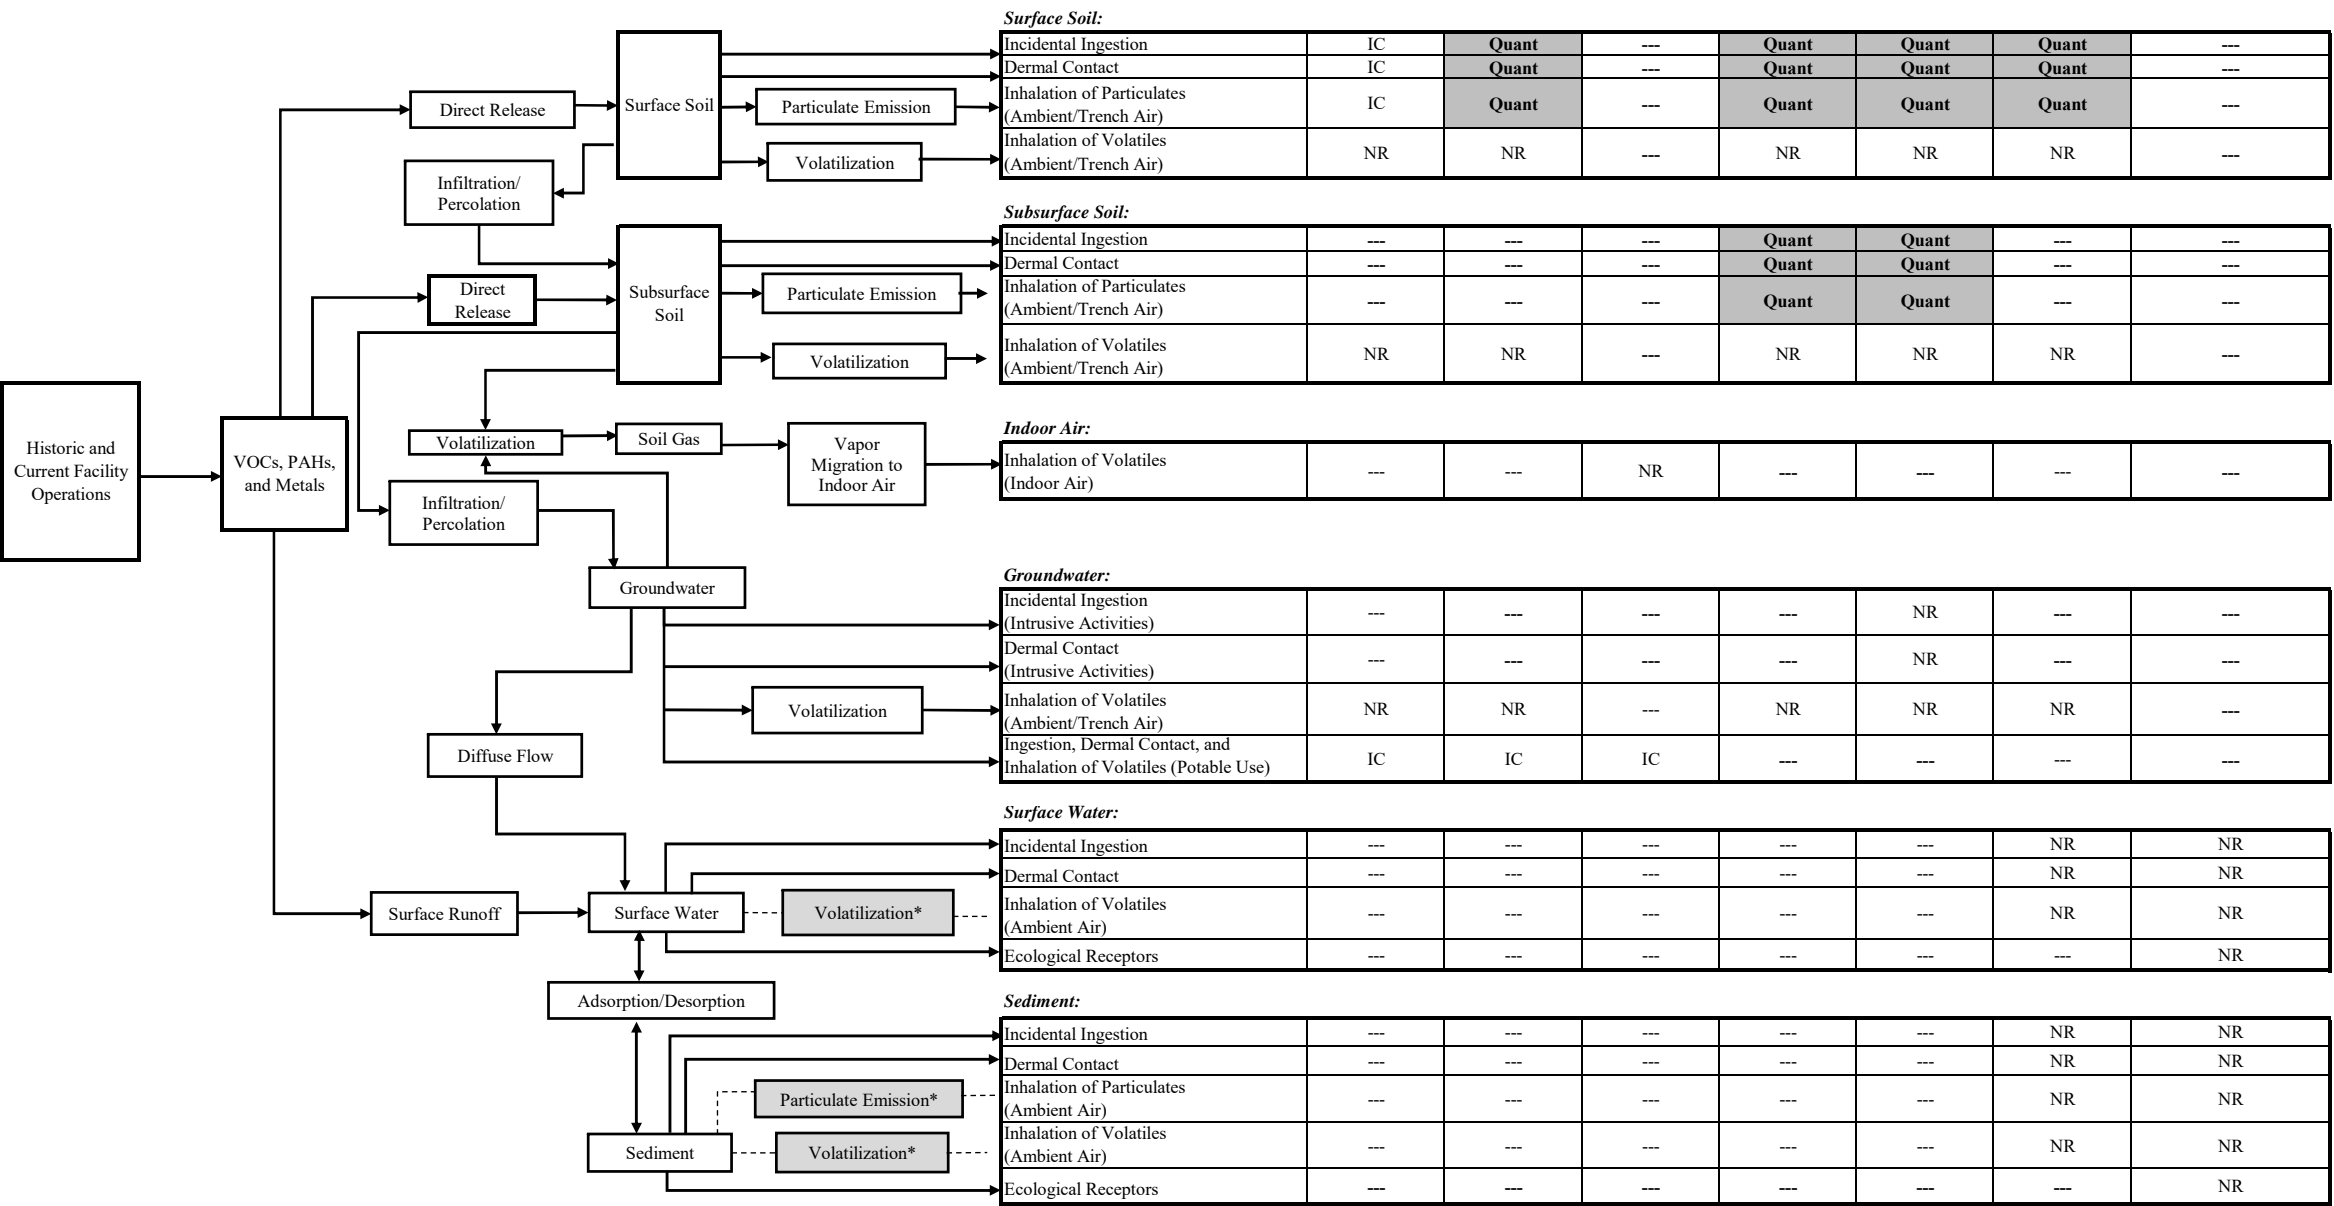 Surface Soil:
Incidental Ingestion IC Quant --- Quant Quant Quant ---
Dermal Contact IC Quant --- Quant Quant Quant ---
Inhalation of Particulates
(Ambient/Trench Air) IC Quant --- Quant Quant Quant ---
Inhalation of Volatiles
(Ambient/Trench Air) NR NR --- NR NR NR ---
Direct Release
Surface Soil
Particulate Emission
Volatilization
Infiltration/
Percolation
Subsurface Soil:
Incidental Ingestion --- --- --- Quant Quant --- ---
Dermal Contact --- --- --- Quant Quant --- ---
Inhalation of Particulates
(Ambient/Trench Air) --- --- --- Quant Quant --- ---
Inhalation of Volatiles
(Ambient/Trench Air) NR NR --- NR NR NR ---
Direct
Release
Subsurface
Soil
Particulate Emission
Volatilization
Historic and
Current Facility
Operations
VOCs, PAHs,
and Metals
Volatilization
Soil Gas
Vapor
Migration to
Indoor Air
Indoor Air:
Inhalation of Volatiles
(Indoor Air) --- --- NR --- --- --- ---
Infiltration/
Percolation
Groundwater
Groundwater:
Incidental Ingestion
(Intrusive Activities) --- --- --- --- NR --- ---
Dermal Contact
(Intrusive Activities) --- --- --- --- NR --- ---
Inhalation of Volatiles
(Ambient/Trench Air) NR NR --- NR NR NR ---
Ingestion, Dermal Contact, and
Inhalation of Volatiles (Potable Use) IC IC IC --- --- --- ---
Volatilization
Diffuse Flow
Surface Water:
Incidental Ingestion --- --- --- --- --- NR NR
Dermal Contact --- --- --- --- --- NR NR
Inhalation of Volatiles
(Ambient Air) --- --- --- --- --- NR NR
Ecological Receptors --- --- --- --- --- --- NR
Surface Runoff
Surface Water
Volatilization*
Adsorption/Desorption
Sediment:
Incidental Ingestion --- --- --- --- --- NR NR
Dermal Contact --- --- --- --- --- NR NR
Inhalation of Particulates
(Ambient Air) --- --- --- --- --- NR NR
Inhalation of Volatiles
(Ambient Air) --- --- --- --- --- NR NR
Ecological Receptors --- --- --- --- --- --- NR
Particulate Emission*
Sediment
Volatilization*